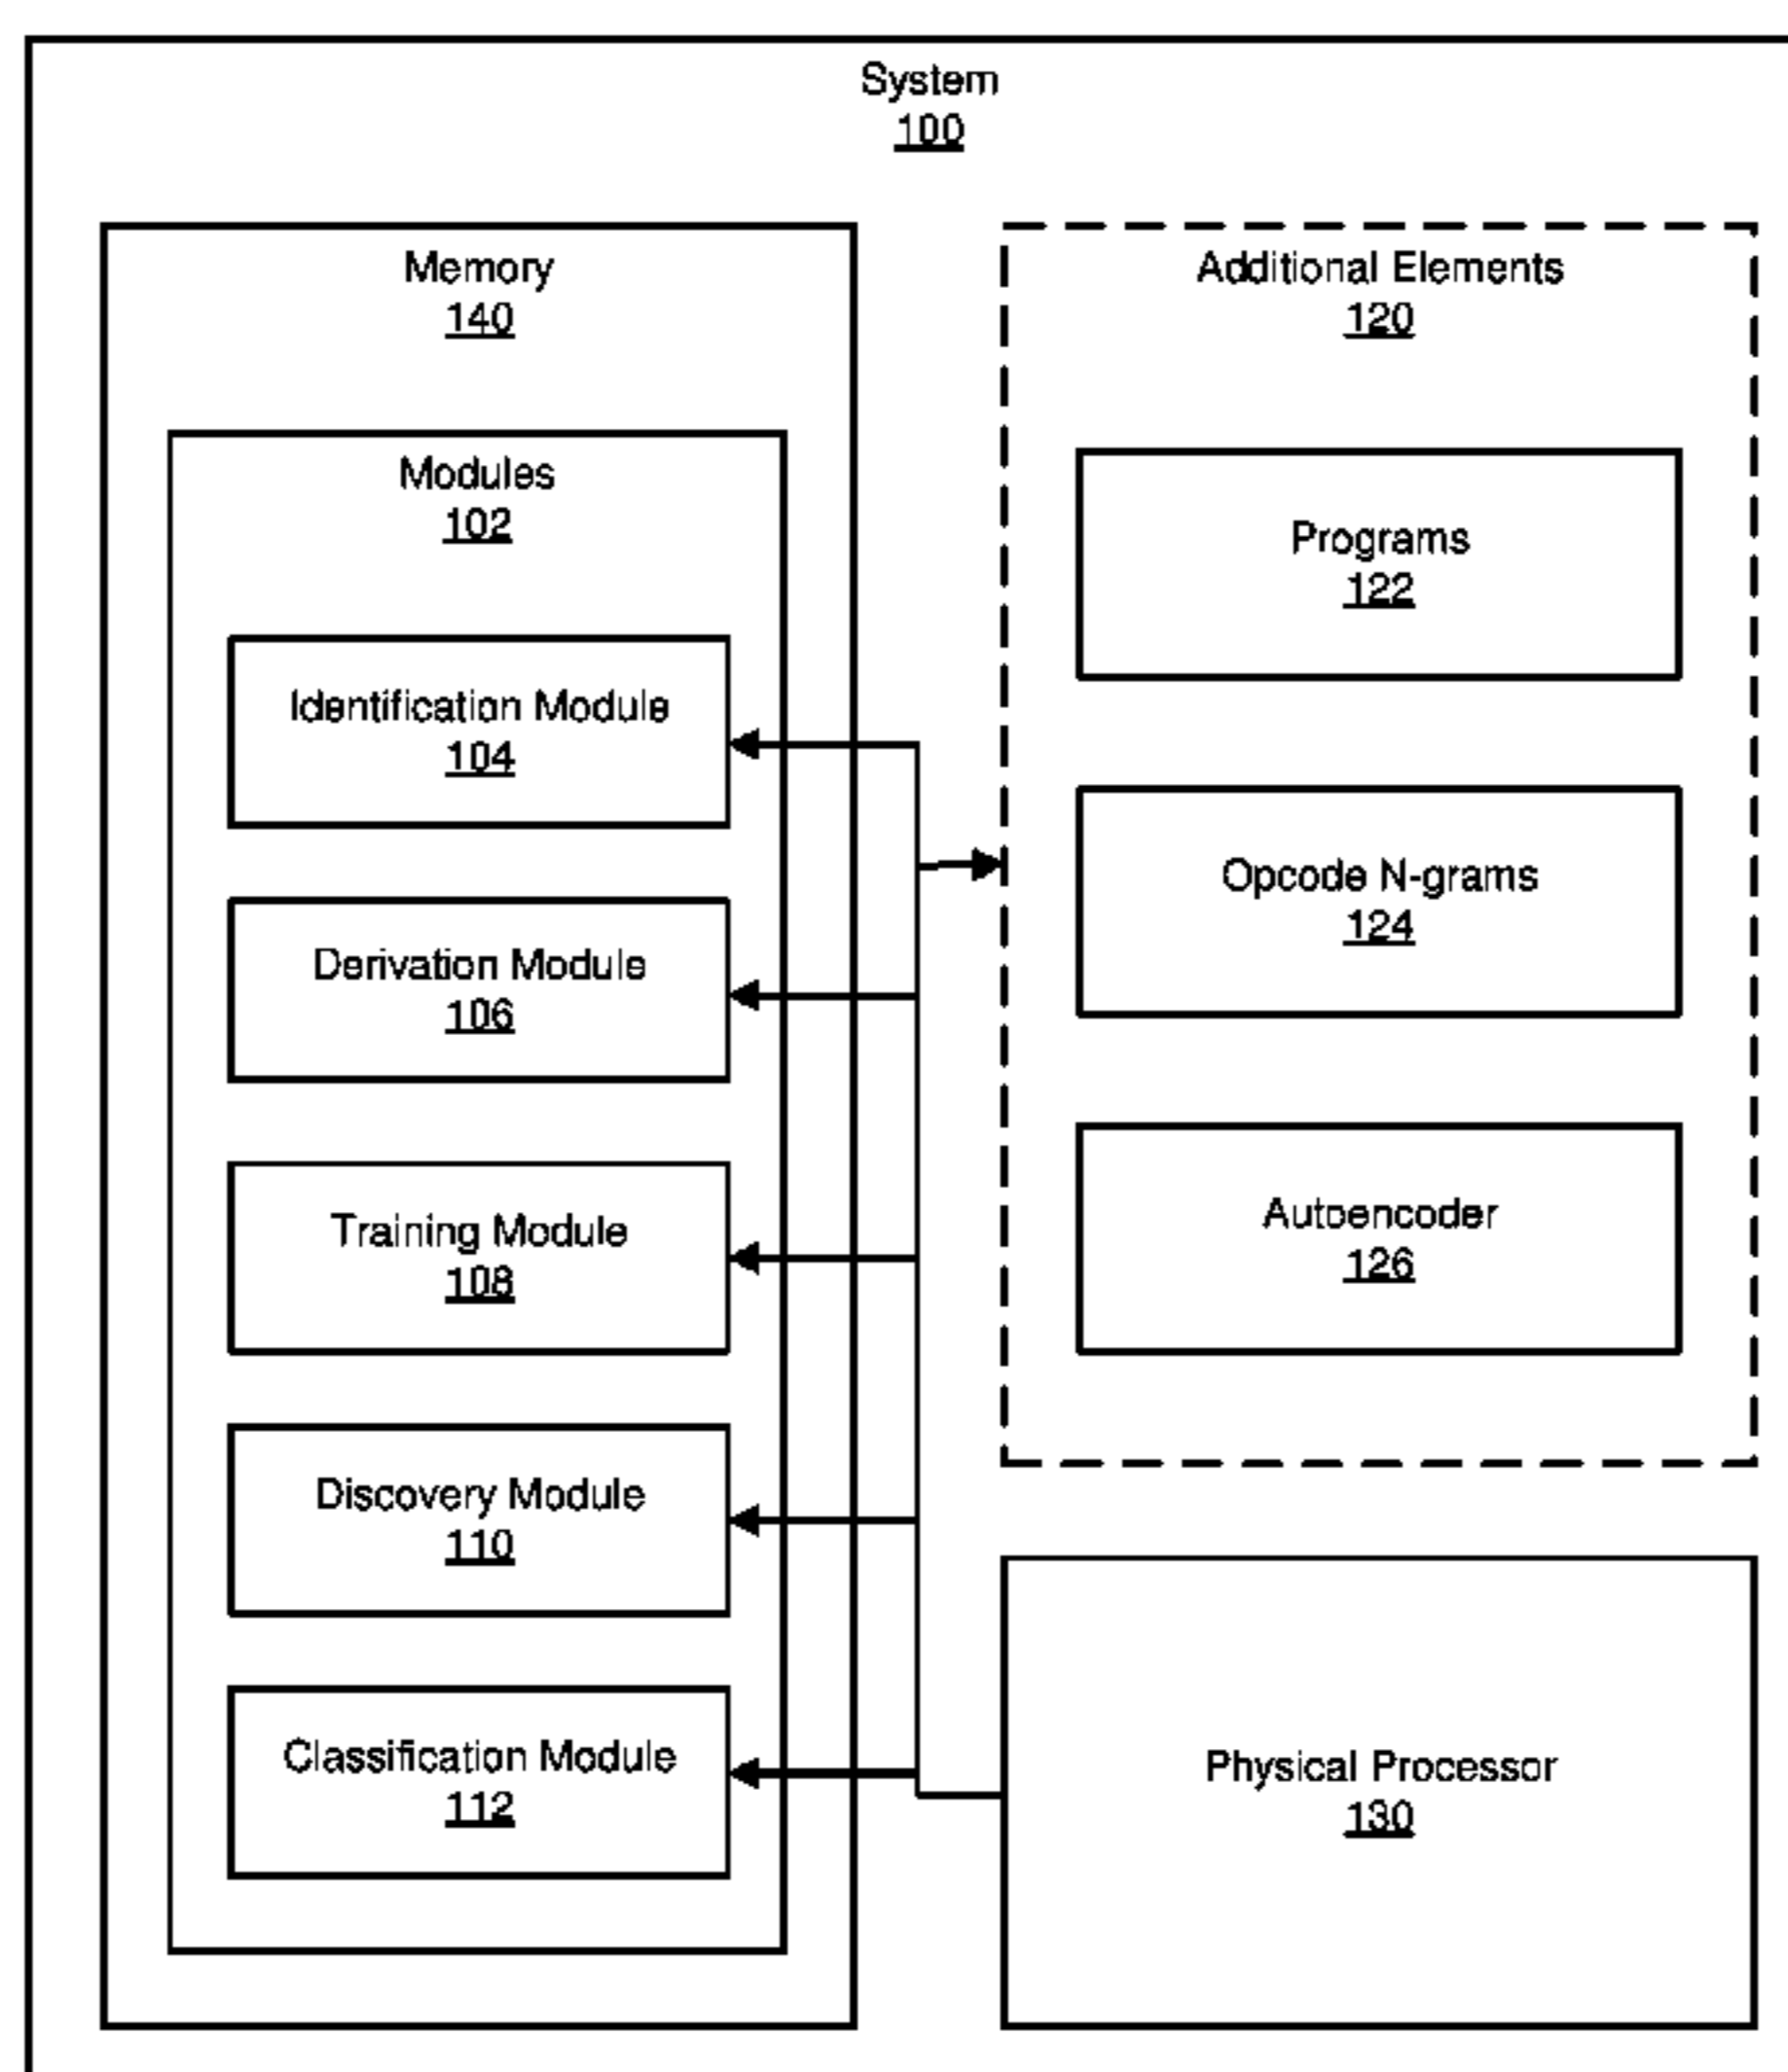 System
100
Memory
140
Modules
102
Identification Module
104
Derivation Module
106
Training Module
108
Discovery Module
110
Classification Module
112
Additional Elements
120
Programs
122
Opcode N-grams
124
Autoencoder
126
Physical Processor
130